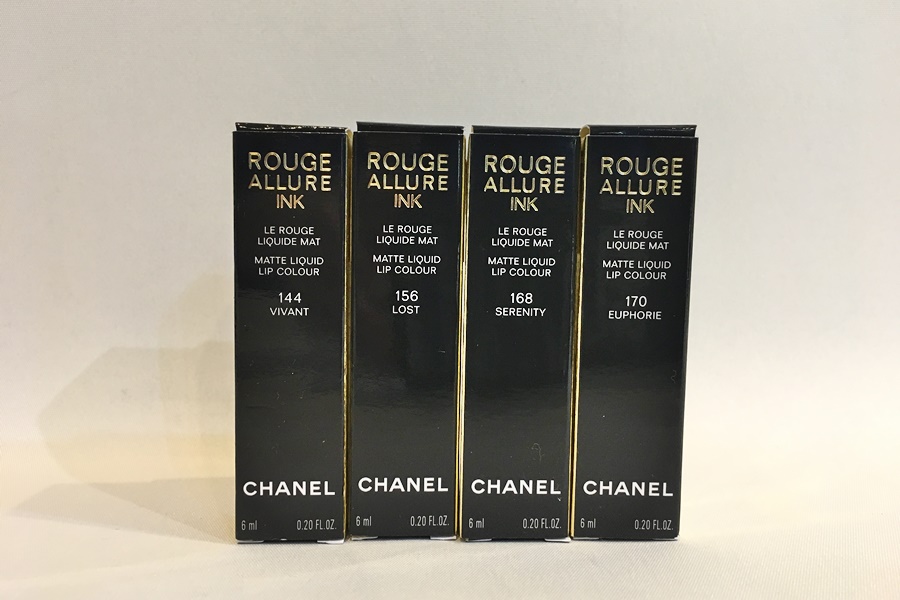 ROUGE
ALLURE
INK
LE ROUGE
LIQUIDE MAT
MATTE LIQUID
LIP COLOUR
144
VIVANT
CHANEL
6 ml 0.20 FL.OZ.
ROUGE
ALLURE
INK
LE ROUGE
LIQUIDE MAT
MATTE LIQUID
LIP COLOUR
156
LOST
CHANEL
6 ml 0.20 FL.OZ.
ROUGE
ALLURE
INK
LE ROUGE
LIQUIDE MAT
MATTE LIQUID
LIP COLOUR
168
SERENITY
CHANEL
6 ml 0.20 FL.OZ.
ROUGE
ALLURE
INK
LE ROUGE
LIQUIDE MAT
MATTE LIQUID
LIP COLOUR
170
EUPHORIE
CHANEL
6 ml 0.20 FL.OZ.